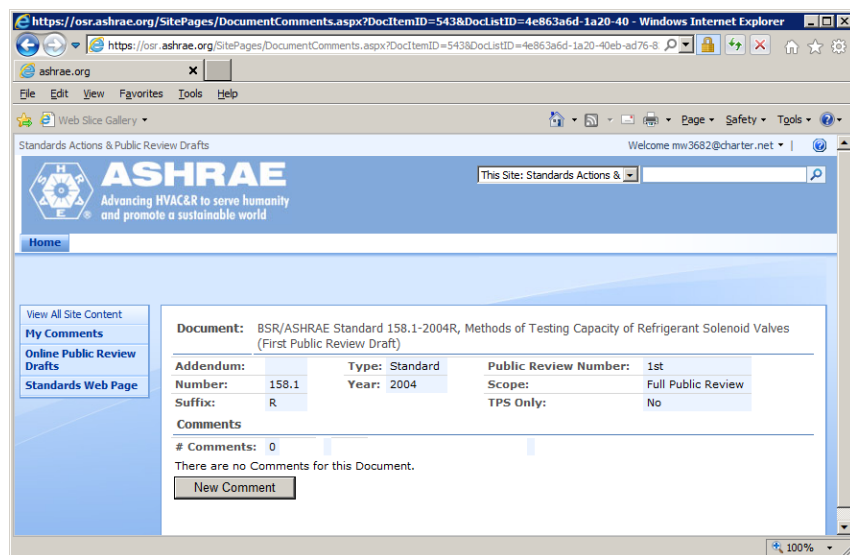 https://osr.ashrae.org/SitePages/DocumentComments.aspx?DocItemID=543&DocListID=4e863a6d-1a20-40 - Windows Internet Explorer
https://osr.ashrae.org/SitePages/DocumentComments.aspx?DocItemID=543&DocListID=4e863a6d-1a20-40eb-ad76-8
ashrae.org
File Edit View Favorites Tools Help
Web Slice Gallery Page Safety Tools
Standards Actions & Public Review Drafts Welcome mw3682@charter.net |
ASHRAE
This Site: Standards Actions &
Advancing HVAC&R to serve humanity
and promote a sustainable world
Home
View All Site Content
My Comments
Online Public Review
Drafts
Standards Web Page
Document: BSR/ASHRAE Standard 158.1-2004R, Methods of Testing Capacity of Refrigerant Solenoid Valves
(First Public Review Draft)
Addendum: Type: Standard Public Review Number: 1st
Number: 158.1 Year: 2004 Scope: Full Public Review
Suffix: R TPS Only: No
Comments
# Comments: 0
There are no Comments for this Document.
New Comment
100%